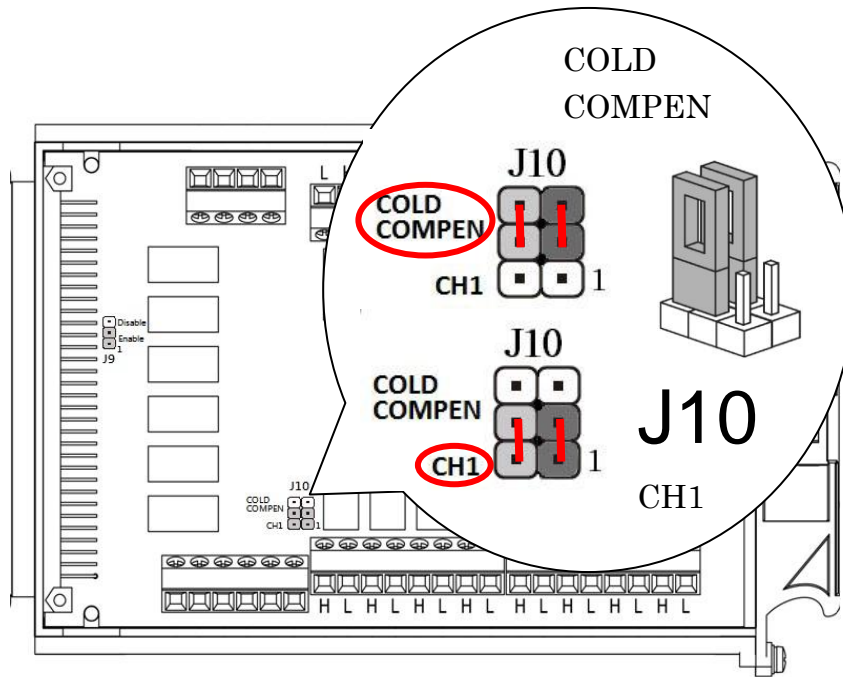 COLD
COMPEN
J10
COLD
COMPEN
CH1 1
J10
COLD
COMPEN
CH1 1
J10
CH1
L
Disable
Enable
1
J9
J10
COLD
COMPEN
CH1 1
H L H L H L H L H L H L H L H L